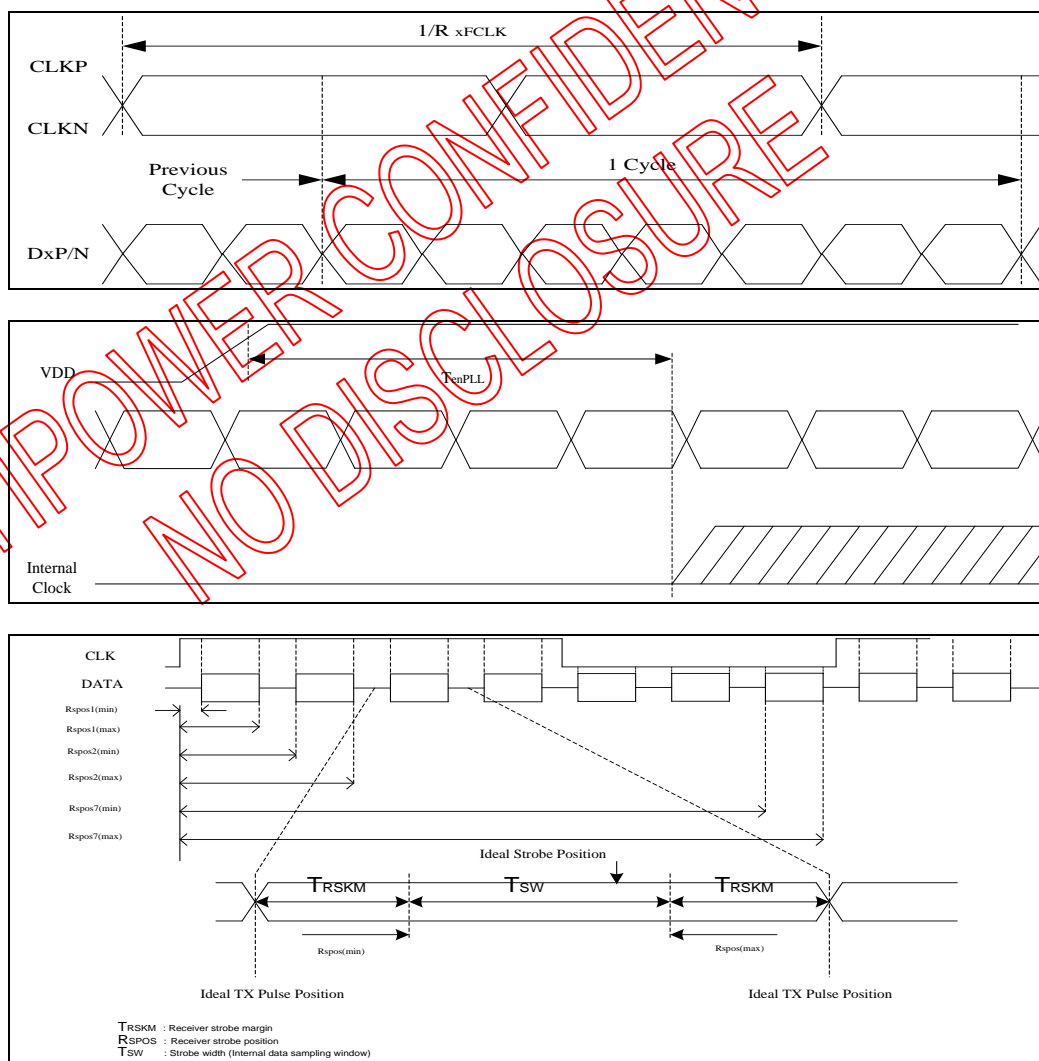 1/R xFCLK
CLKP
CLKN
Previous
Cycle
1 Cycle
DxP/N
VDD
TenPLL
Internal
Clock
CLK
DATA
Rspos1(min)
Rspos1(max)
Rspos2(min)
Rspos2(max)
Rspos7(min)
Rspos7(max)
Ideal Strobe Position
TRSKM
TSW
TRSKM
Rspos(min)
Rspos(max)
Ideal TX Pulse Position
Ideal TX Pulse Position
TRSKM : Receiver strobe margin
RSPOS : Receiver strobe position
TSW : Strobe width (Internal data sampling window)
IPOWER CONFIDEN
NO DISCLOSURE